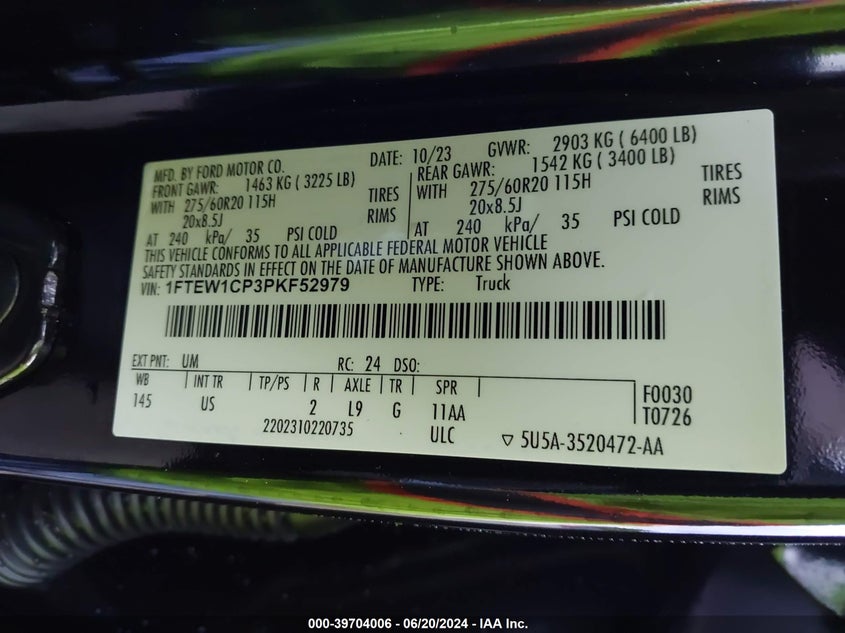 MFD. BY FORD MOTOR CO. DATE: 10/23 GVWR: 2903 KG ( 6400 LB)
FRONT GAWR: 1463 KG ( 3225 LB) REAR GAWR: 1542 KG ( 3400 LB)
WITH 275/60R20 115H TIRES WITH 275/60R20 115H TIRES
20x8.5J RIMS 20x8.5J RIMS
AT 240 kPa/ 35 PSI COLD AT 240 kPa/ 35 PSI COLD
THIS VEHICLE CONFORMS TO ALL APPLICABLE FEDERAL MOTOR VEHICLE
SAFETY STANDARDS IN EFFECT ON THE DATE OF MANUFACTURE SHOWN ABOVE.
VIN: 1FTEW1CP3PKF52979 TYPE: Truck
EXT PNT: UM RC: 24 DSO:
WB INT TR TP/PS R AXLE TR SPR F0030
145 US 2 L9 G 11AA T0726
2202310220735 ULC ▽ 5U5A-3520472-AA
000-39704006 - 06/20/2024 - IAA Inc.